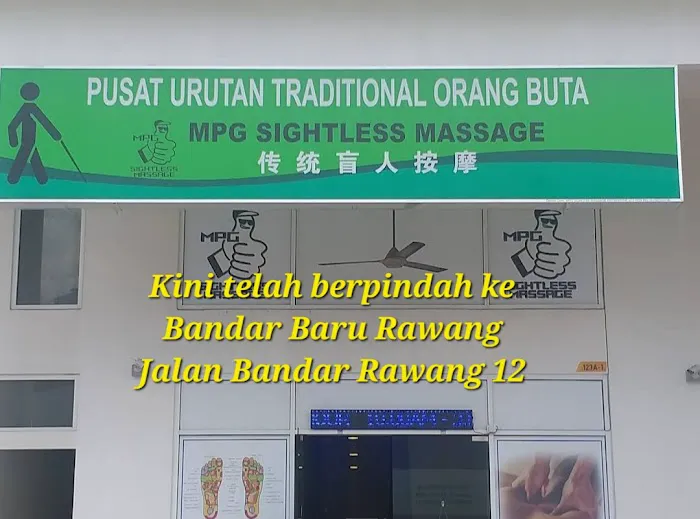 PUSAT URUTAN TRADITIONAL ORANG BUTA
MPG SIGHTLESS MASSAGE
传统盲人按摩
MPG
SIGHTLESS
MASSAGE
MPG
MPG
SIGHTLESS
MASSAGE
Kini telah berpindah ke
Bandar Baru Rawang
Jalan Bandar Rawang 12
123A-1